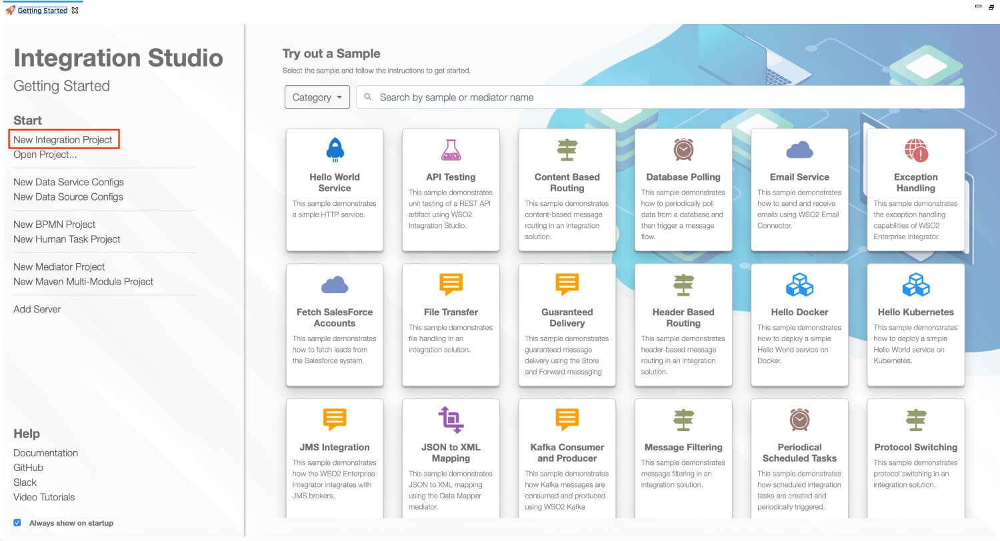 Getting Started
Integration Studio
Getting Started
Start
New Integration Project
Open Project...
New Data Service Configs
New Data Source Configs
New BPMN Project
New Human Task Project
New Mediator Project
New Maven Multi-Module Project
Add Server
Help
Documentation
GitHub
Slack
Video Tutorials
Always show on startup
Try out a Sample
Select the sample and follow the instructions to get started.
Category
Search by sample or mediator name
Hello World
Service
This sample demonstrates
a simple HTTP service.
API Testing
This sample demonstrates
unit testing of a REST API
artifact using WSO2
Integration Studio.
Content Based
Routing
This sample demonstrates
content-based message
routing in an integration
solution.
Database Polling
This sample demonstrates
how to periodically poll
data from a database and
then trigger a message
flow.
Email Service
This sample demonstrates
how to send and receive
emails using WSO2 Email
Connector.
Exception
Handling
This sample demonstrates
the exception handling
capabilities of WSO2
Enterprise Integrator.
Fetch SalesForce
Accounts
This sample demonstrates
how to fetch leads from
the Salesforce system.
File Transfer
This sample demonstrates
file handling in an
integration solution.
Guaranteed
Delivery
This sample demonstrates
guaranteed message
delivery using the Store
and Forward messaging
Header Based
Routing
This sample demonstrates
header-based message
routing in an integration
solution.
Hello Docker
This sample demonstrates
how to deploy a simple
Hello World service on
Docker.
Hello Kubernetes
This sample demonstrates
how to deploy a simple
Hello World service on
Kubernetes.
JMS Integration
This sample demonstrates
how the WSO2 Enterprise
Integrator integrates with
JMS brokers.
JSON to XML
Mapping
This sample demonstrates
JSON to XML mapping
using the Data Mapper
mediator.
Kafka Consumer
and Producer
This sample demonstrates
how Kafka messages are
consumed and produced
using WSO2 Kafka
Message Filtering
This sample demonstrates
message filtering in an
integration solution.
Periodical
Scheduled Tasks
This sample demonstrates
how scheduled integration
tasks are created and
periodically triggered.
Protocol Switching
This sample demonstrates
protocol switching in an
integration solution.